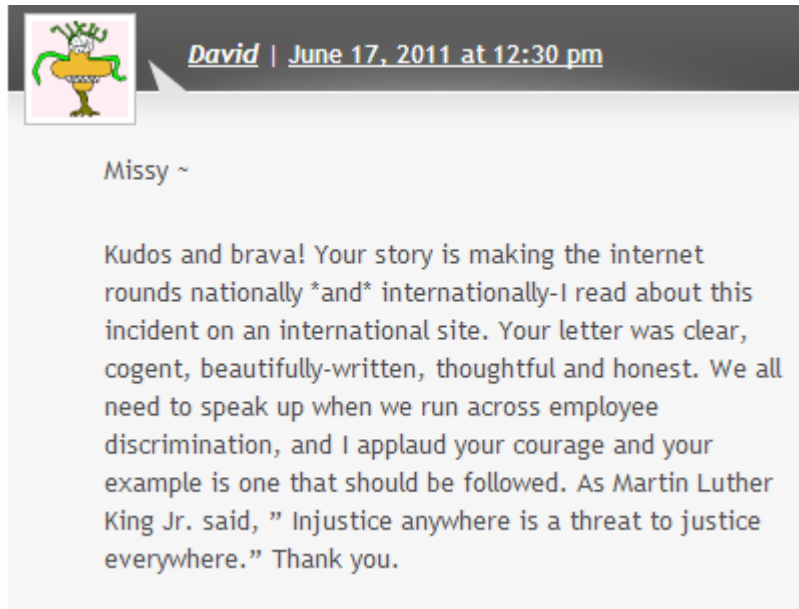 David | June 17, 2011 at 12:30 pm
Missy ~
Kudos and brava! Your story is making the internet
rounds nationally *and* internationally-I read about this
incident on an international site. Your letter was clear,
cogent, beautifully-written, thoughtful and honest. We all
need to speak up when we run across employee
discrimination, and I applaud your courage and your
example is one that should be followed. As Martin Luther
King Jr. said, ” Injustice anywhere is a threat to justice
everywhere.” Thank you.